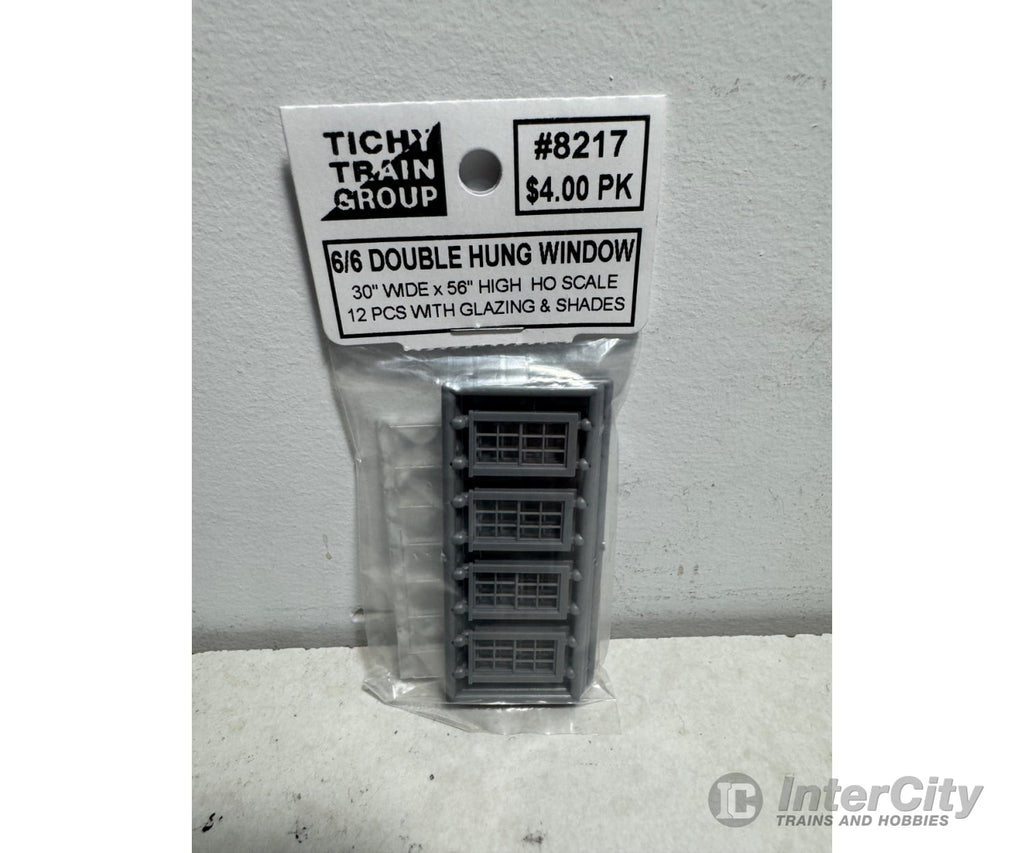 TICHY
TRAIN
GROUP
#8217
$4.00 PK
6/6 DOUBLE HUNG WINDOW
30" WIDE x 56" HIGH HO SCALE
12 PCS WITH GLAZING & SHADES
IC InterCity
TRAINS AND HOBBIES